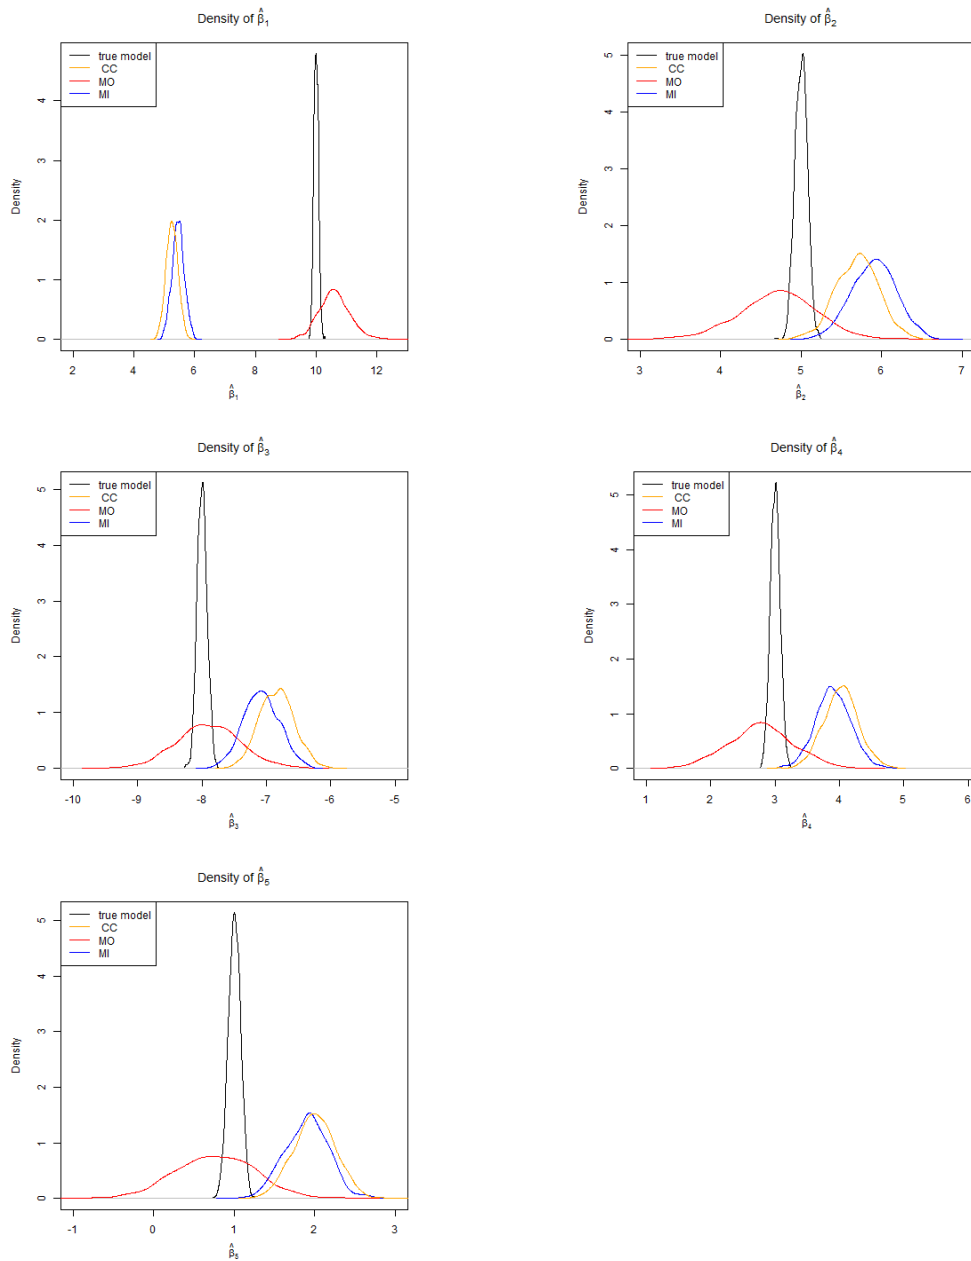 Density of β̂₁
true model
CC
MO
MI
Density
0 1 2 3 4
2 4 6 8 10 12
β̂₁
Density of β̂₂
true model
CC
MO
MI
Density
0 1 2 3 4 5
3 4 5 6 7
β̂₂
Density of β̂₃
true model
CC
MO
MI
Density
0 1 2 3 4 5
-10 -9 -8 -7 -6 -5
β̂₃
Density of β̂₄
true model
CC
MO
MI
Density
0 1 2 3 4 5
1 2 3 4 5 6
β̂₄
Density of β̂₅
true model
CC
MO
MI
Density
0 1 2 3 4 5
-1 0 1 2 3
β̂₅